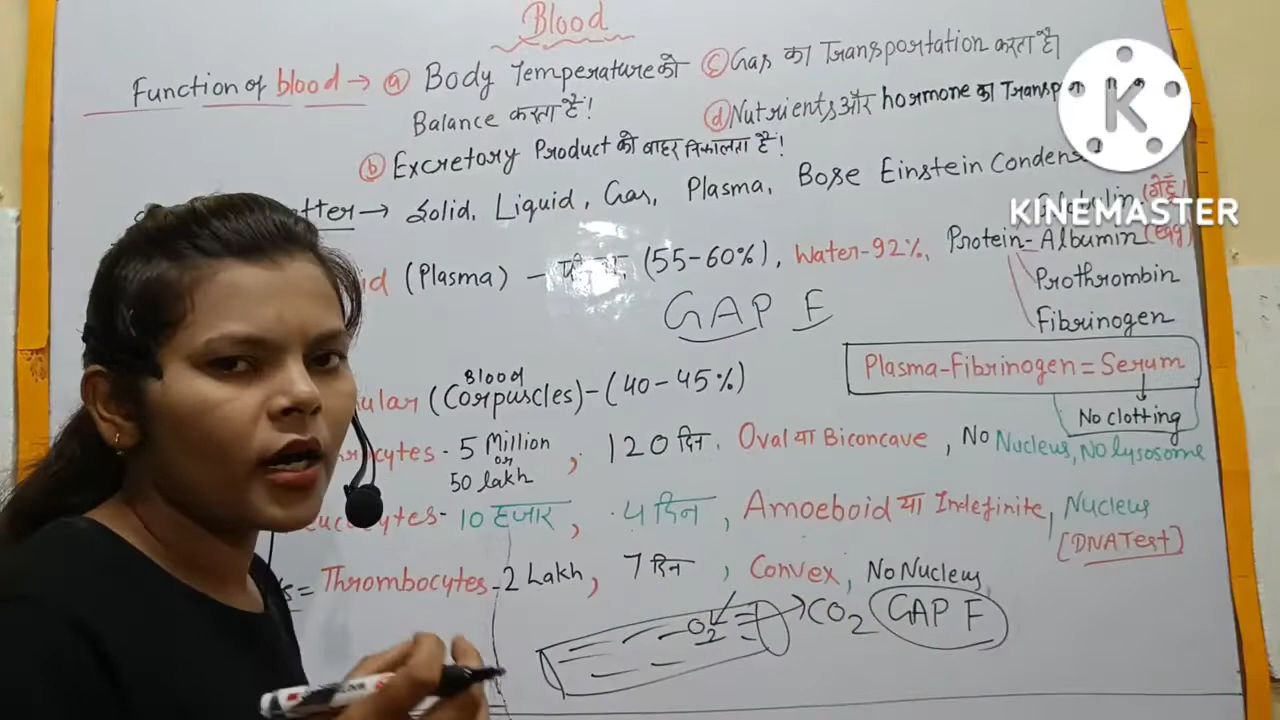 Blood
Function of blood → ⓐ Body Temperature को
Balance करता है!
ⓑ Excretory Product को बाहर निकालता है!
ⓒ Gas का Transportation करता है।
ⓓ Nutrients और hormone का Transp
tter → Solid, Liquid, Gas, Plasma, Bose Einstein Condens
KINEMASTER
id (Plasma) - (55-60%), Water-92%, Protein - Albumin (Egg)
Prothrombin
Fibrinogen
GAP F
Plasma-Fibrinogen = Serum
No clotting
ular (Blood Corpuscles) - (40-45%)
cytes - 5 Million or 50 lakh, 120 दिन. Oval या Biconcave, No Nucleus, No lysosome
eucocytes - 10 हजार, 4 दिन, Amoeboid या Indefinite, Nucleus
[DNA Test]
s = Thrombocytes - 2 Lakh, 7 दिन, Convex, No Nucleus
O2 → CO2 GAP F